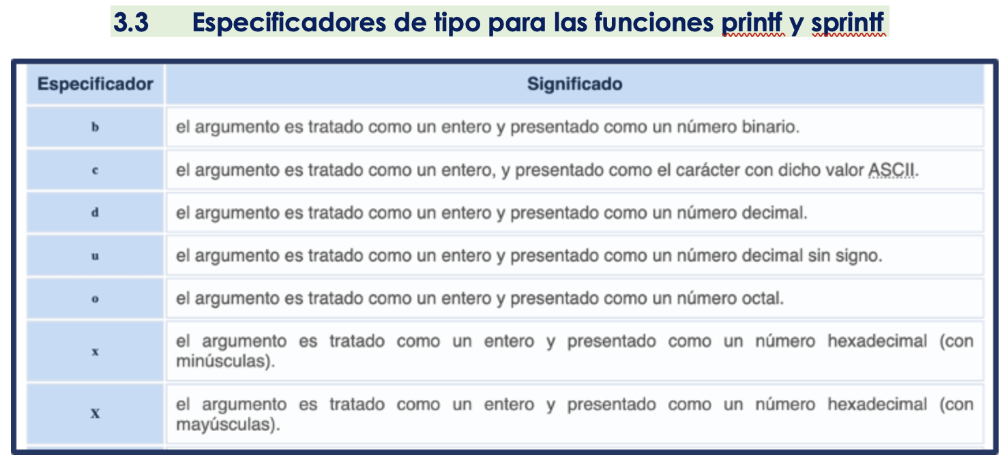 3.3 Especificadores de tipo para las funciones printf y sprintf
Especificador Significado
b el argumento es tratado como un entero y presentado como un número binario.
c el argumento es tratado como un entero, y presentado como el carácter con dicho valor ASCII.
d el argumento es tratado como un entero y presentado como un número decimal.
u el argumento es tratado como un entero y presentado como un número decimal sin signo.
o el argumento es tratado como un entero y presentado como un número octal.
x el argumento es tratado como un entero y presentado como un número hexadecimal (con
minúsculas).
X el argumento es tratado como un entero y presentado como un número hexadecimal (con
mayúsculas).